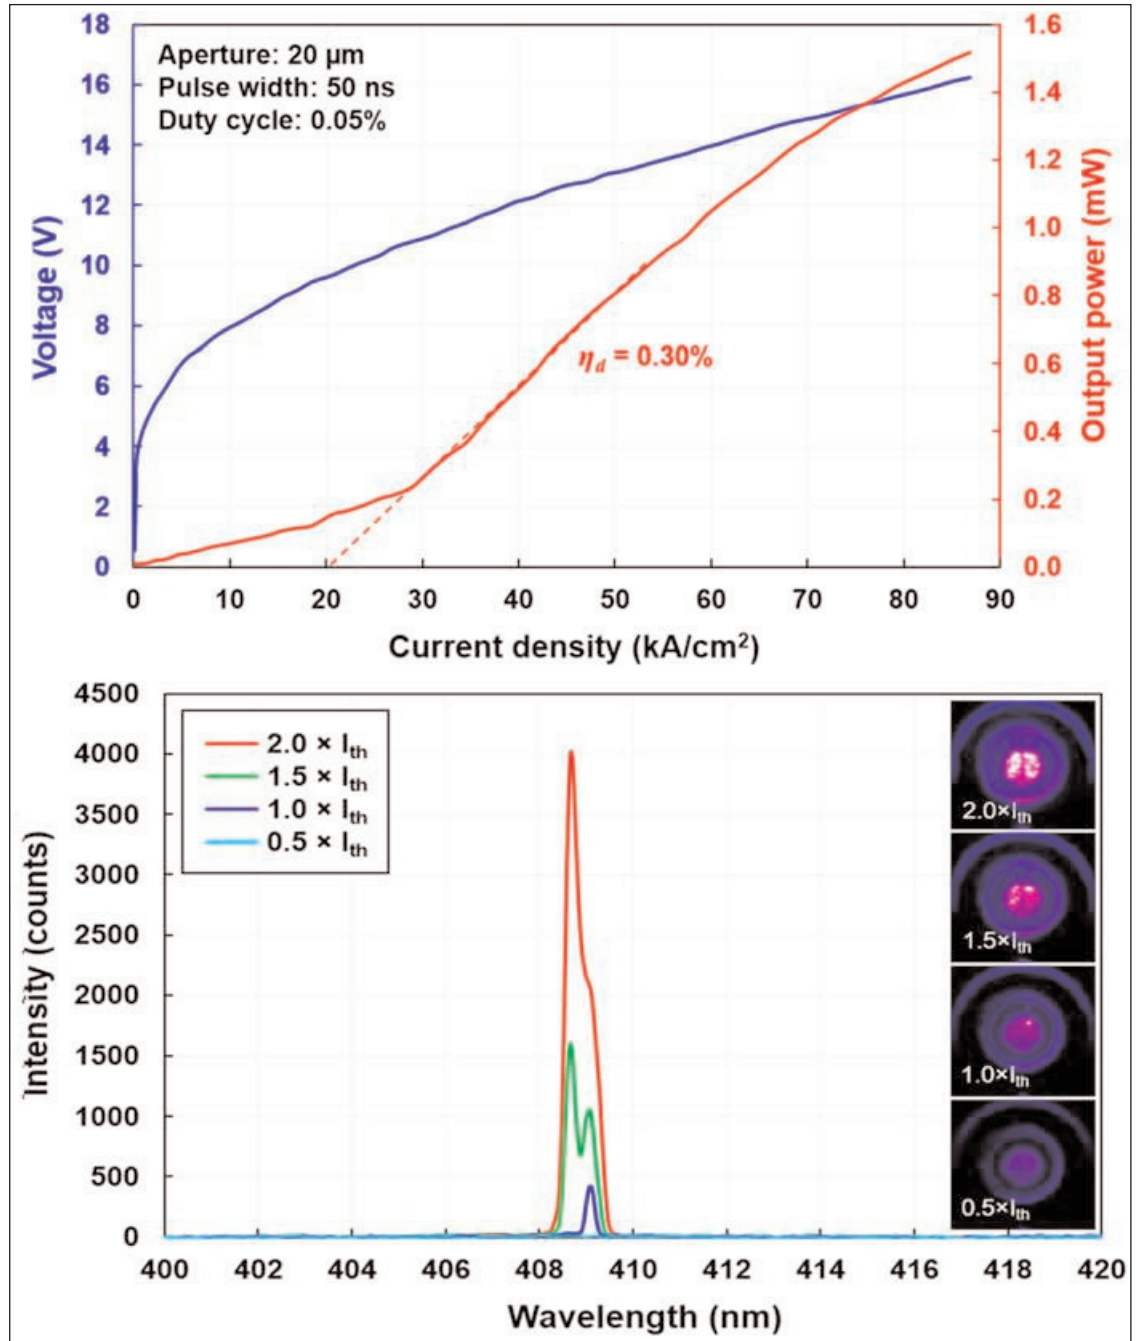 Aperture: 20 µm
Pulse width: 50 ns
Duty cycle: 0.05%
Voltage (V)
18
16
14
12
10
8
6
4
2
0
η_d = 0.30%
1.6
1.4
1.2
1.0
0.8
0.6
0.4
0.2
0.0
Output power (mW)
0 10 20 30 40 50 60 70 80 90
Current density (kA/cm²)
Intensity (counts)
4500
4000
3500
3000
2500
2000
1500
1000
500
0
2.0 × I_th
1.5 × I_th
1.0 × I_th
0.5 × I_th
2.0×I_th
1.5×I_th
1.0×I_th
0.5×I_th
400 402 404 406 408 410 412 414 416 418 420
Wavelength (nm)